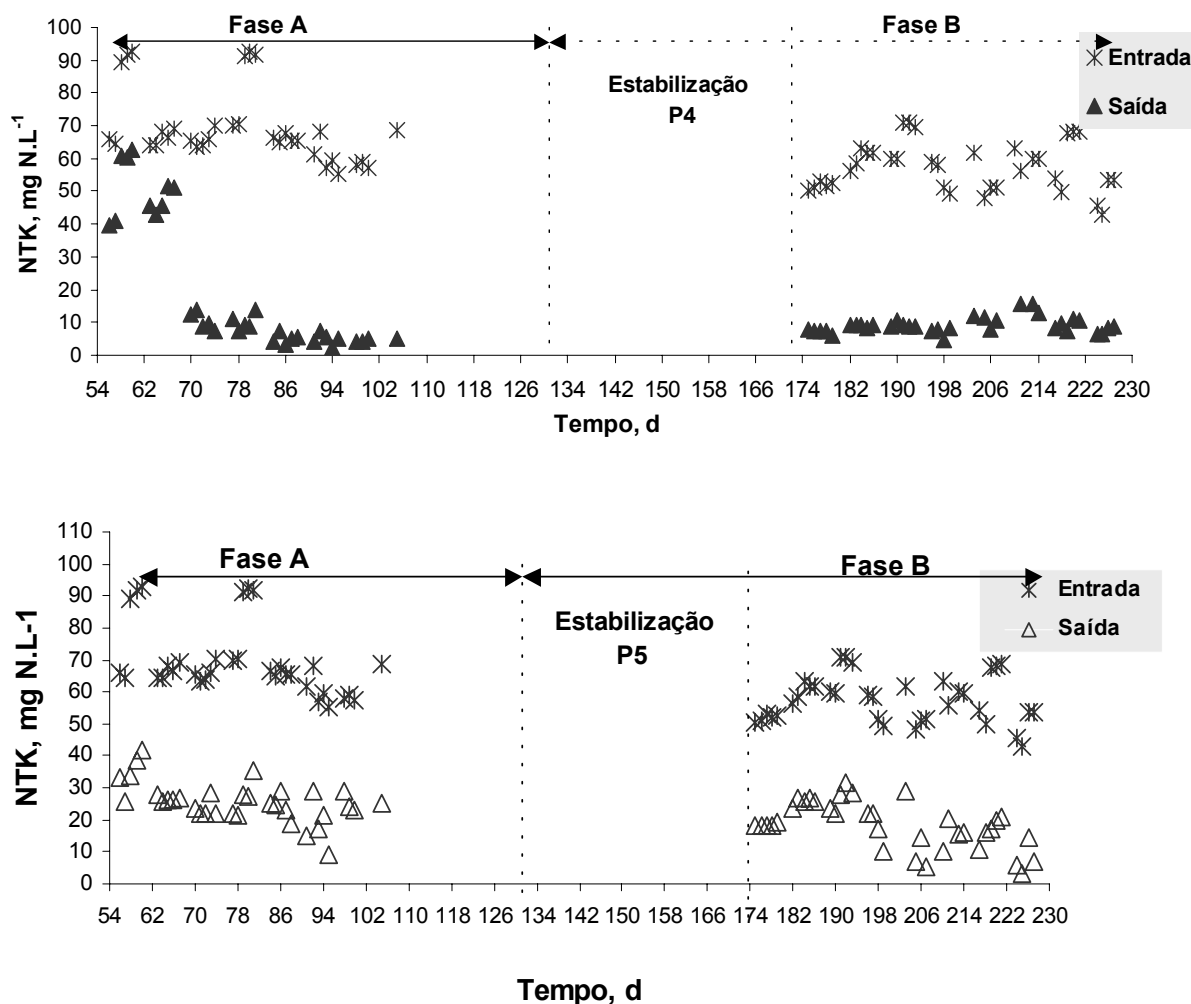 Fase A
Fase B
Entrada
Saída
Estabilização
P4
NTK, mg N.L-1
100
90
80
70
60
50
40
30
20
10
0
54 62 70 78 86 94 102 110 118 126 134 142 150 158 166 174 182 190 198 206 214 222 230
Tempo, d
Fase A
Fase B
Entrada
Saída
Estabilização
P5
NTK, mg N.L-1
110
100
90
80
70
60
50
40
30
20
10
0
54 62 70 78 86 94 102 110 118 126 134 142 150 158 166 174 182 190 198 206 214 222 230
Tempo, d